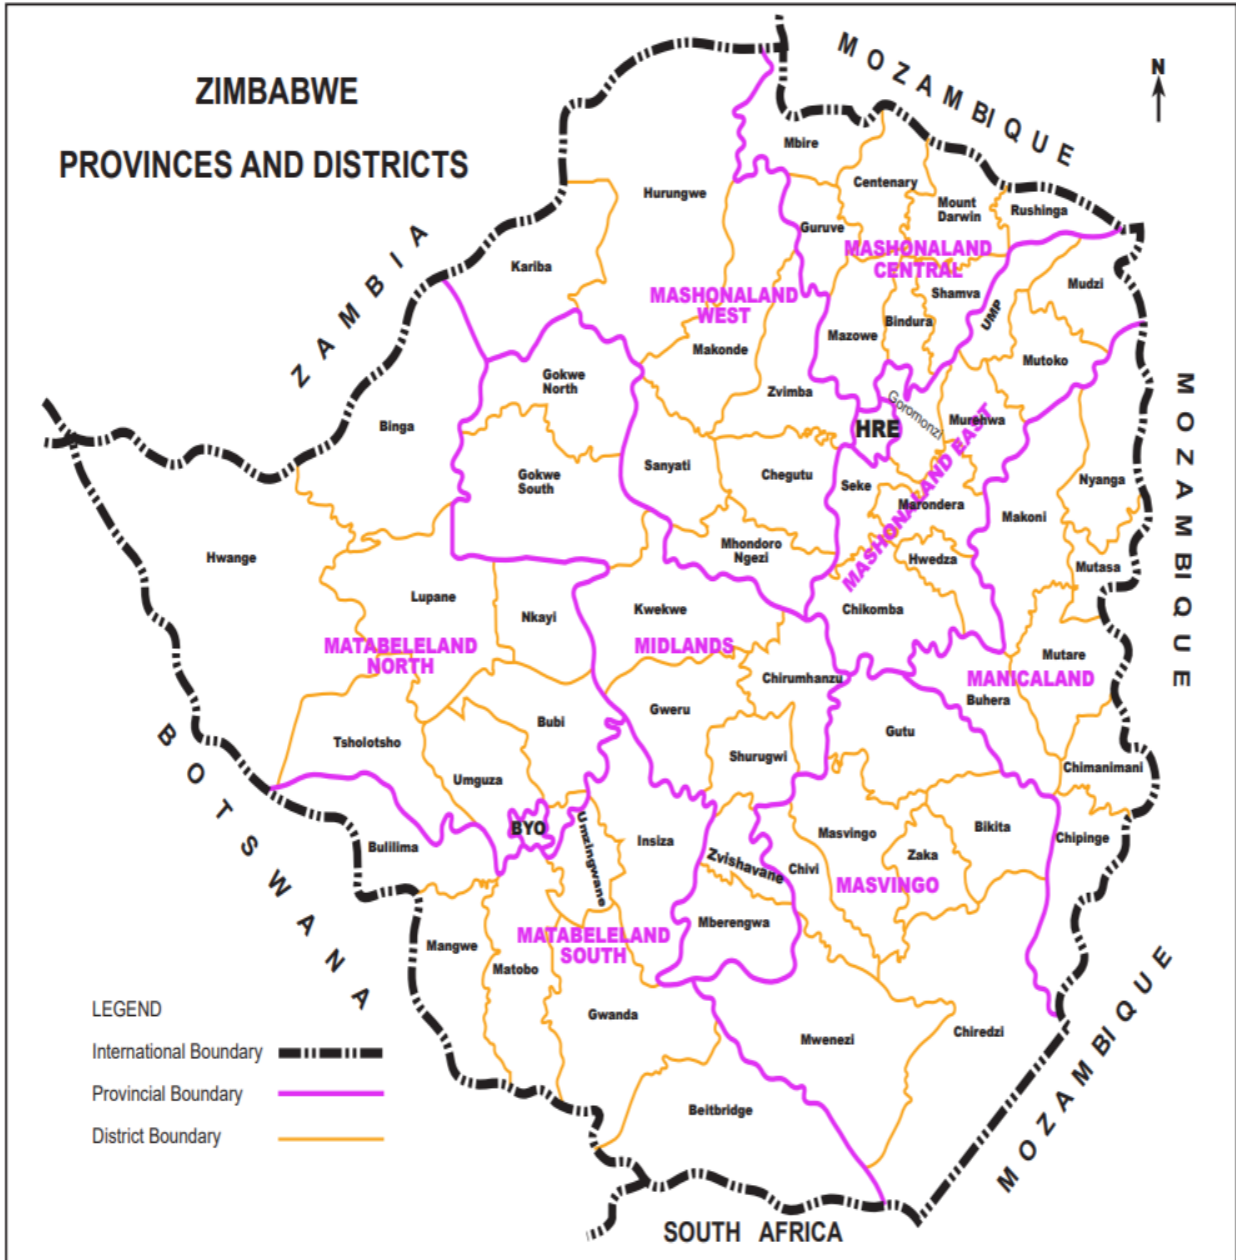 ZIMBABWE
PROVINCES AND DISTRICTS
MOZAMBIQUE
N
ZAMBIA
MOZAMBIQUE
BOTSWANA
MOZAMBIQUE
SOUTH AFRICA
Mbire
Centenary
Hurungwe
Mount
Darwin
Rushinga
Guruve
MASHONALAND
CENTRAL
Kariba
Mudzi
MASHONALAND
WEST
Shamva
UMP
Bindura
Mazowe
Makonde
Mutoko
Gokwe
North
Zvimba
Goromonzi
Binga
HRE
Murehwa
MASHONALAND EAST
Sanyati
Chegutu
Gokwe
South
Seke
Nyanga
Marondera
Makoni
Mhondoro
Ngezi
Hwange
Hwedza
Mutasa
Lupane
Nkayi
Kwekwe
Chikomba
MATABELELAND
NORTH
MIDLANDS
Mutare
Chirumhanzu
MANICALAND
Buhera
Gweru
Bubi
Gutu
Tsholotsho
Shurugwi
Chimanimani
Umguza
BYO
Umzingwane
Insiza
Masvingo
Bikita
Chipinge
Bulilima
Zvishavane
Chivi
Zaka
MASVINGO
Mberengwa
MATABELELAND
SOUTH
Mangwe
Matobo
Gwanda
Mwenezi
Chiredzi
Beitbridge
LEGEND
International Boundary
Provincial Boundary
District Boundary